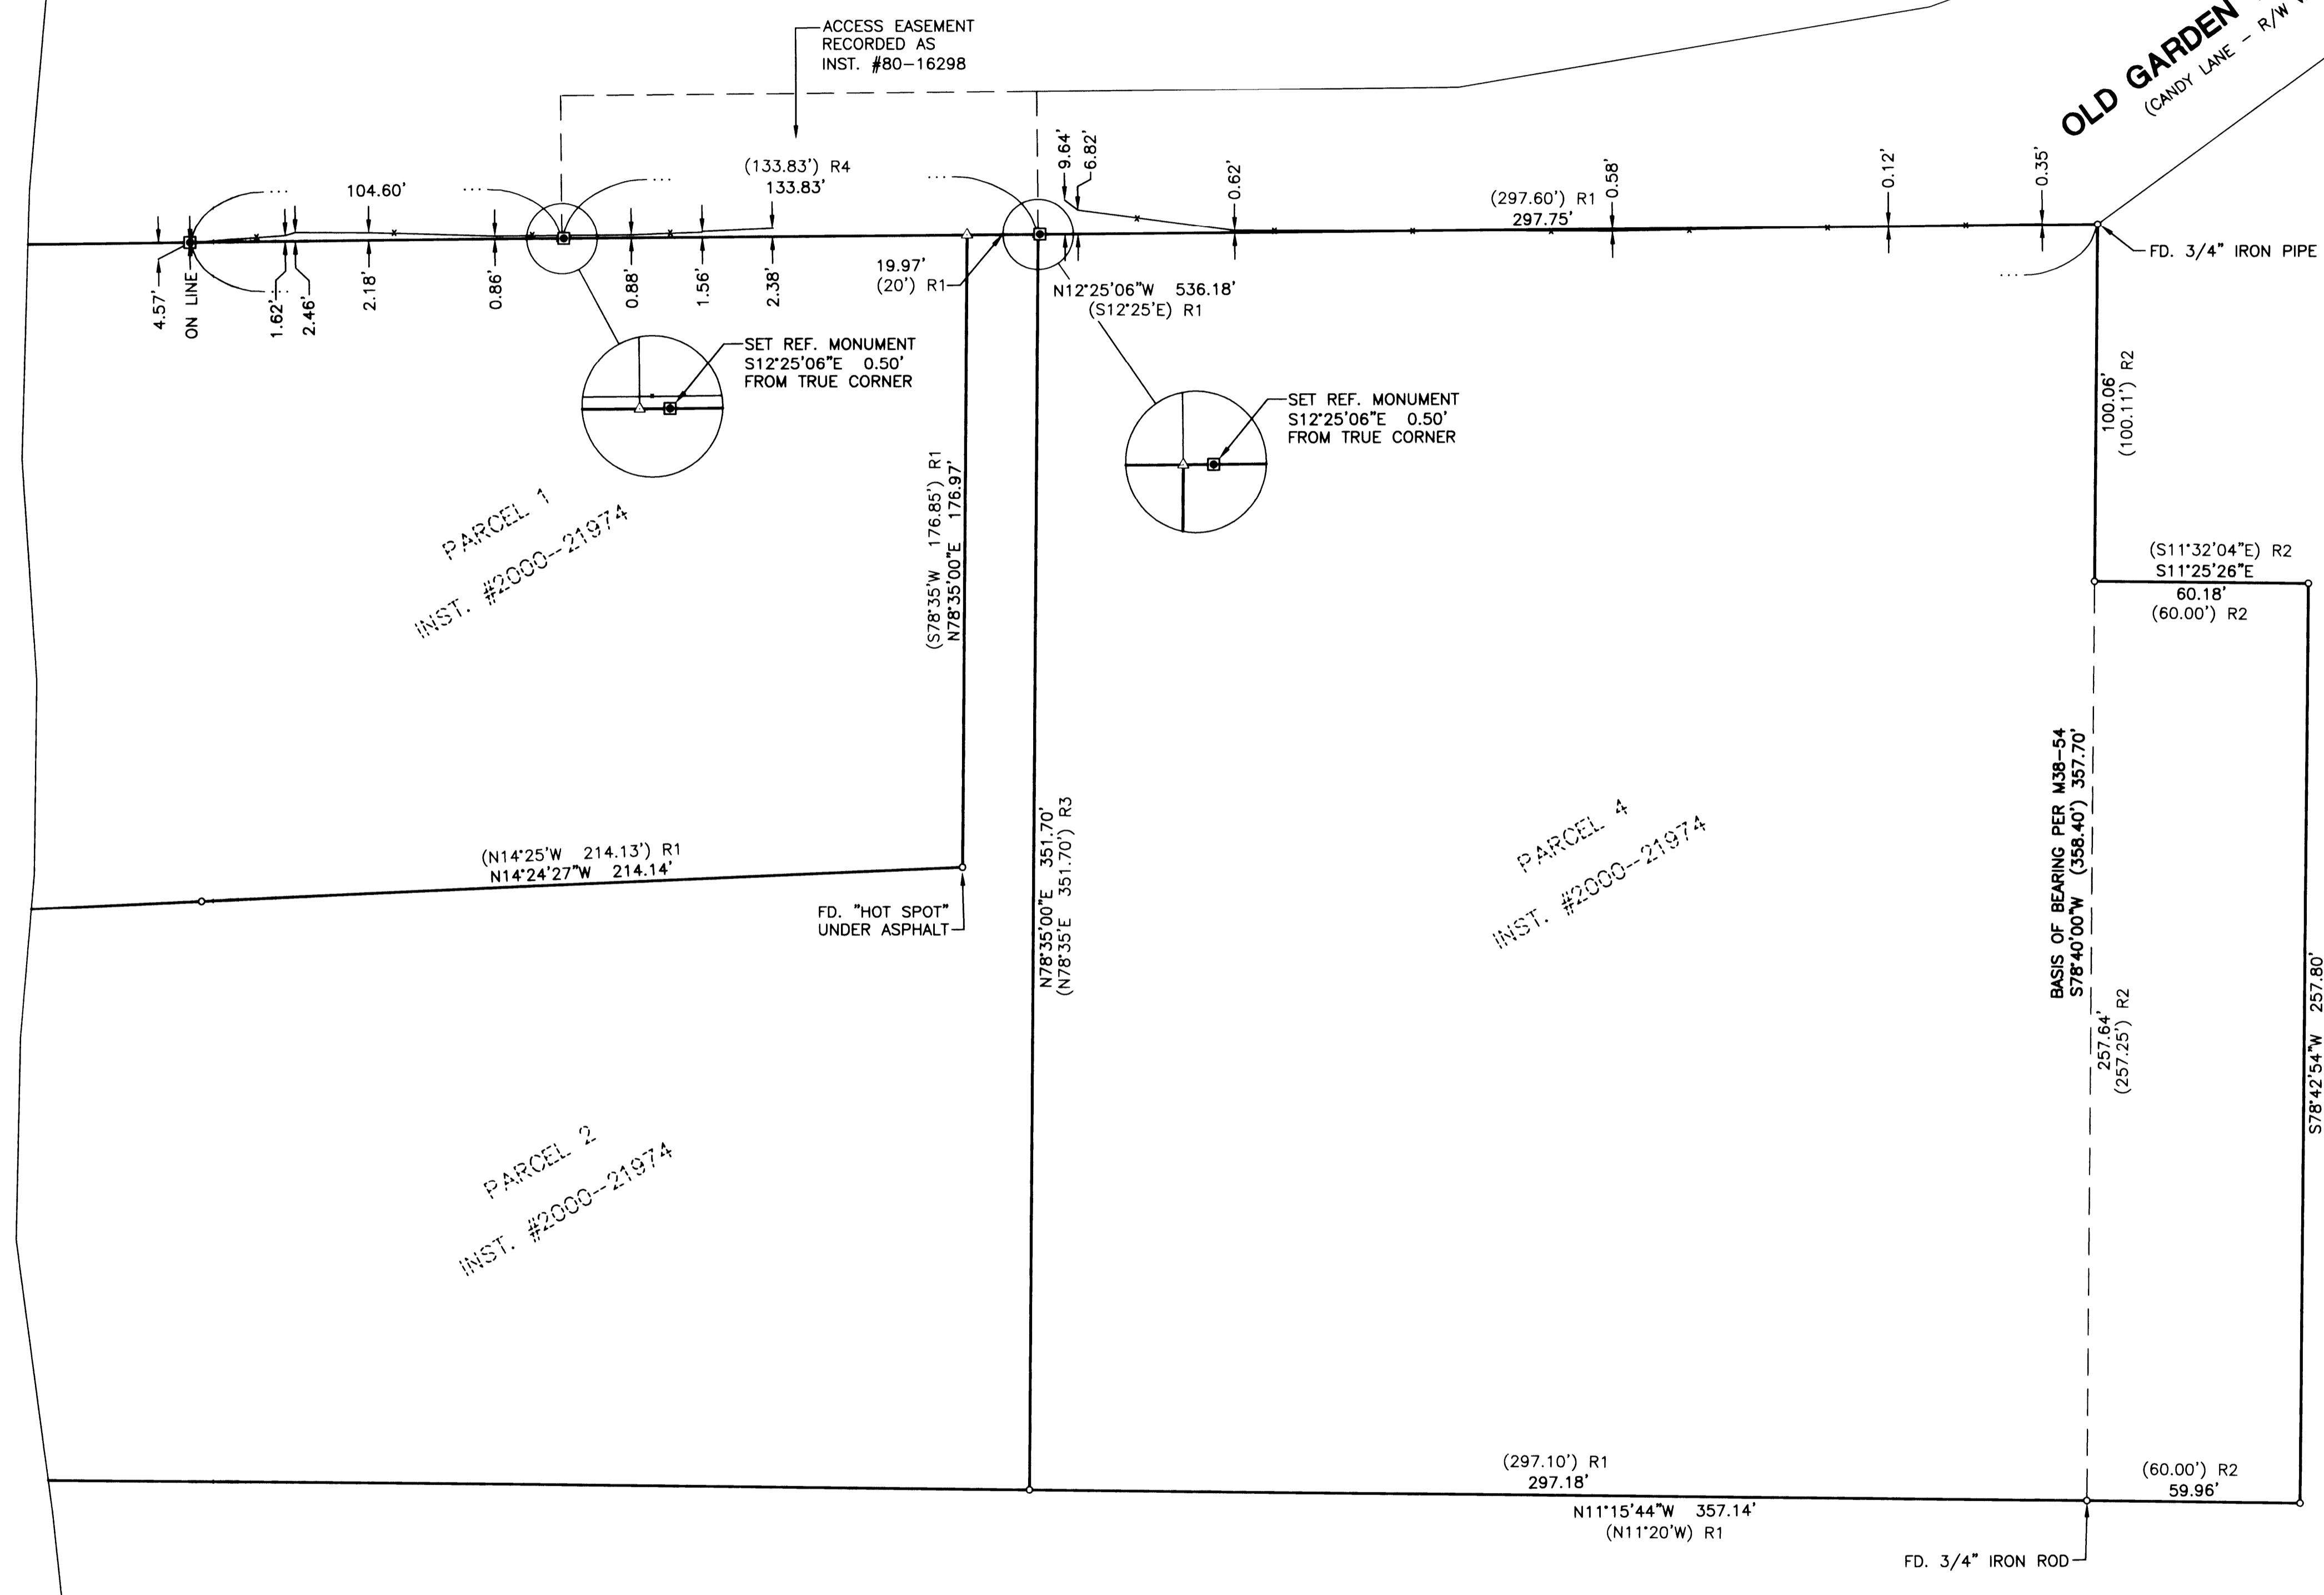 ACCESS EASEMENT
RECORDED AS
INST. #80-16298
OLD GARDEN
(CANDY LANE - R/W
104.60'
(133.83') R4
133.83'
9.64'
6.82'
0.62'
(297.60') R1
297.75'
0.58'
0.12'
0.35'
FD. 3/4" IRON PIPE
4.57'
ON LINE
1.62'
2.46'
2.18'
0.86'
0.88'
1.56'
2.38'
19.97'
(20') R1
N12°25'06"W 536.18'
(S12°25'E) R1
SET REF. MONUMENT
S12°25'06"E 0.50'
FROM TRUE CORNER
SET REF. MONUMENT
S12°25'06"E 0.50'
FROM TRUE CORNER
100.06'
(100.11') R2
PARCEL 1
INST. #2000-21974
(S78°35'W 176.85') R1
N78°35'00"E 176.97'
(S11°32'04"E) R2
S11°25'26"E
60.18'
(60.00') R2
(N14°25'W 214.13') R1
N14°24'27"W 214.14'
FD. "HOT SPOT"
UNDER ASPHALT
N78°35'00"E 351.70'
(N78°35'E 351.70') R3
PARCEL 4
INST. #2000-21974
BASIS OF BEARING PER M38-54
S78°40'00"W (358.40') 357.70'
257.64'
(257.25') R2
S78°42'54"W 257.80'
PARCEL 2
INST. #2000-21974
(297.10') R1
297.18'
N11°15'44"W 357.14'
(N11°20'W) R1
(60.00') R2
59.96'
FD. 3/4" IRON ROD